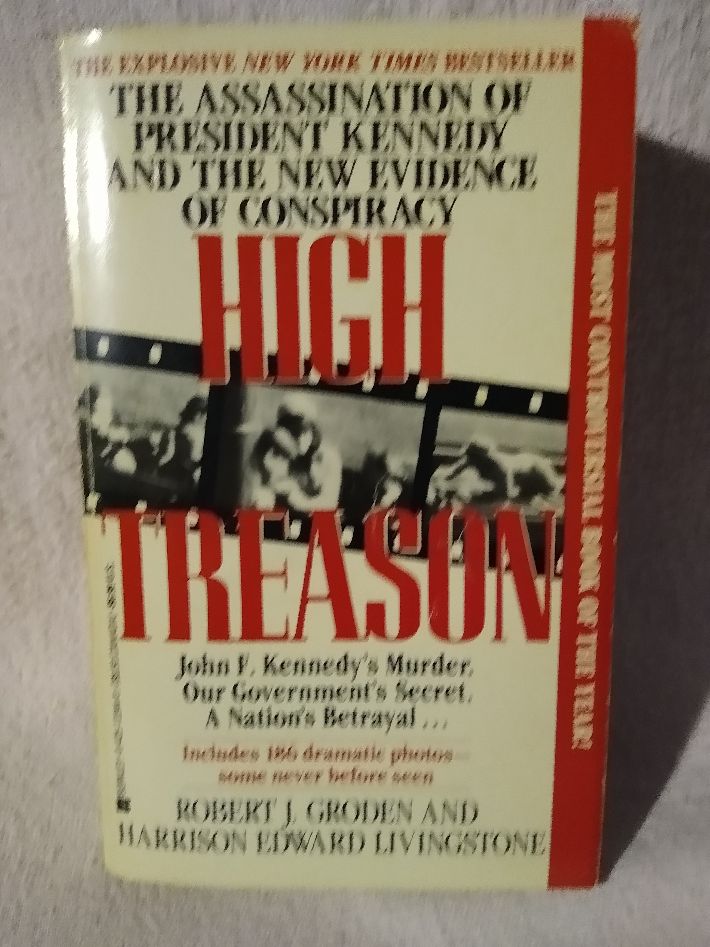 THE EXPLOSIVE NEW YORK TIMES BESTSELLER
THE ASSASSINATION OF
PRESIDENT KENNEDY
AND THE NEW EVIDENCE
OF CONSPIRACY
HIGH
TREASON
John F. Kennedy's Murder.
Our Government's Secret.
A Nation's Betrayal...
Includes 186 dramatic photos—
some never before seen
ROBERT J. GRODEN AND
HARRISON EDWARD LIVINGSTONE
THE MOST CONTROVERSIAL BOOK OF THE YEAR!